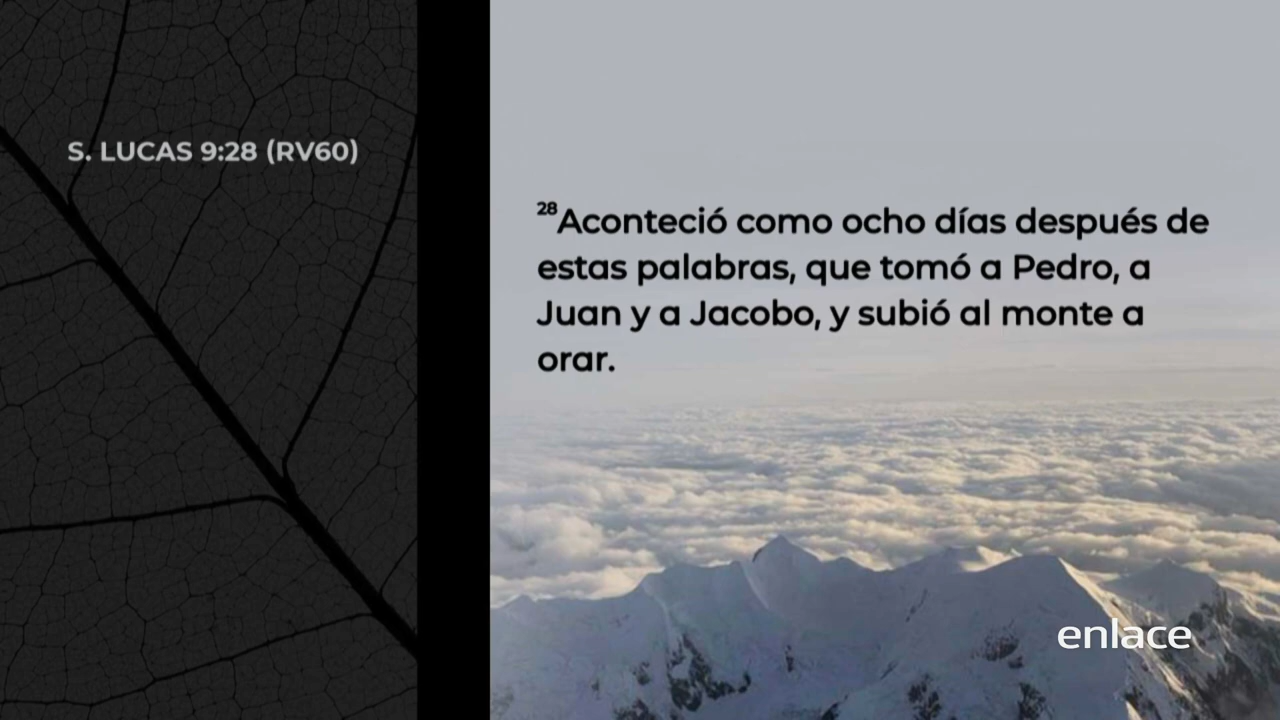 S. LUCAS 9:28 (RV60)
28Aconteció como ocho días después de
estas palabras, que tomó a Pedro, a
Juan y a Jacobo, y subió al monte a
orar.
enlace